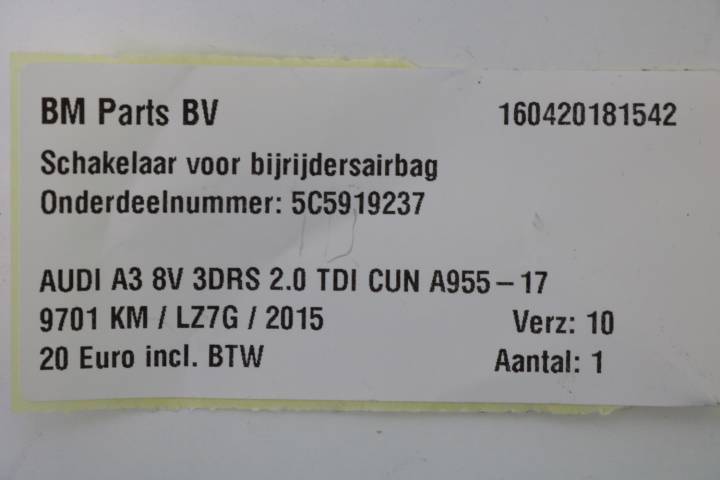 BM Parts BV 160420181542
Schakelaar voor bijrijdersairbag
Onderdeelnummer: 5C5919237
AUDI A3 8V 3DRS 2.0 TDI CUN A955 – 17
9701 KM / LZ7G / 2015 Verz: 10
20 Euro incl. BTW Aantal: 1